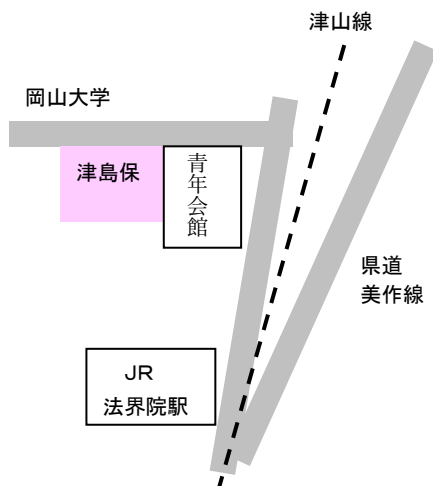 津山線
岡山大学
津島保
青年会館
県道
美作線
ＪＲ
法界院駅